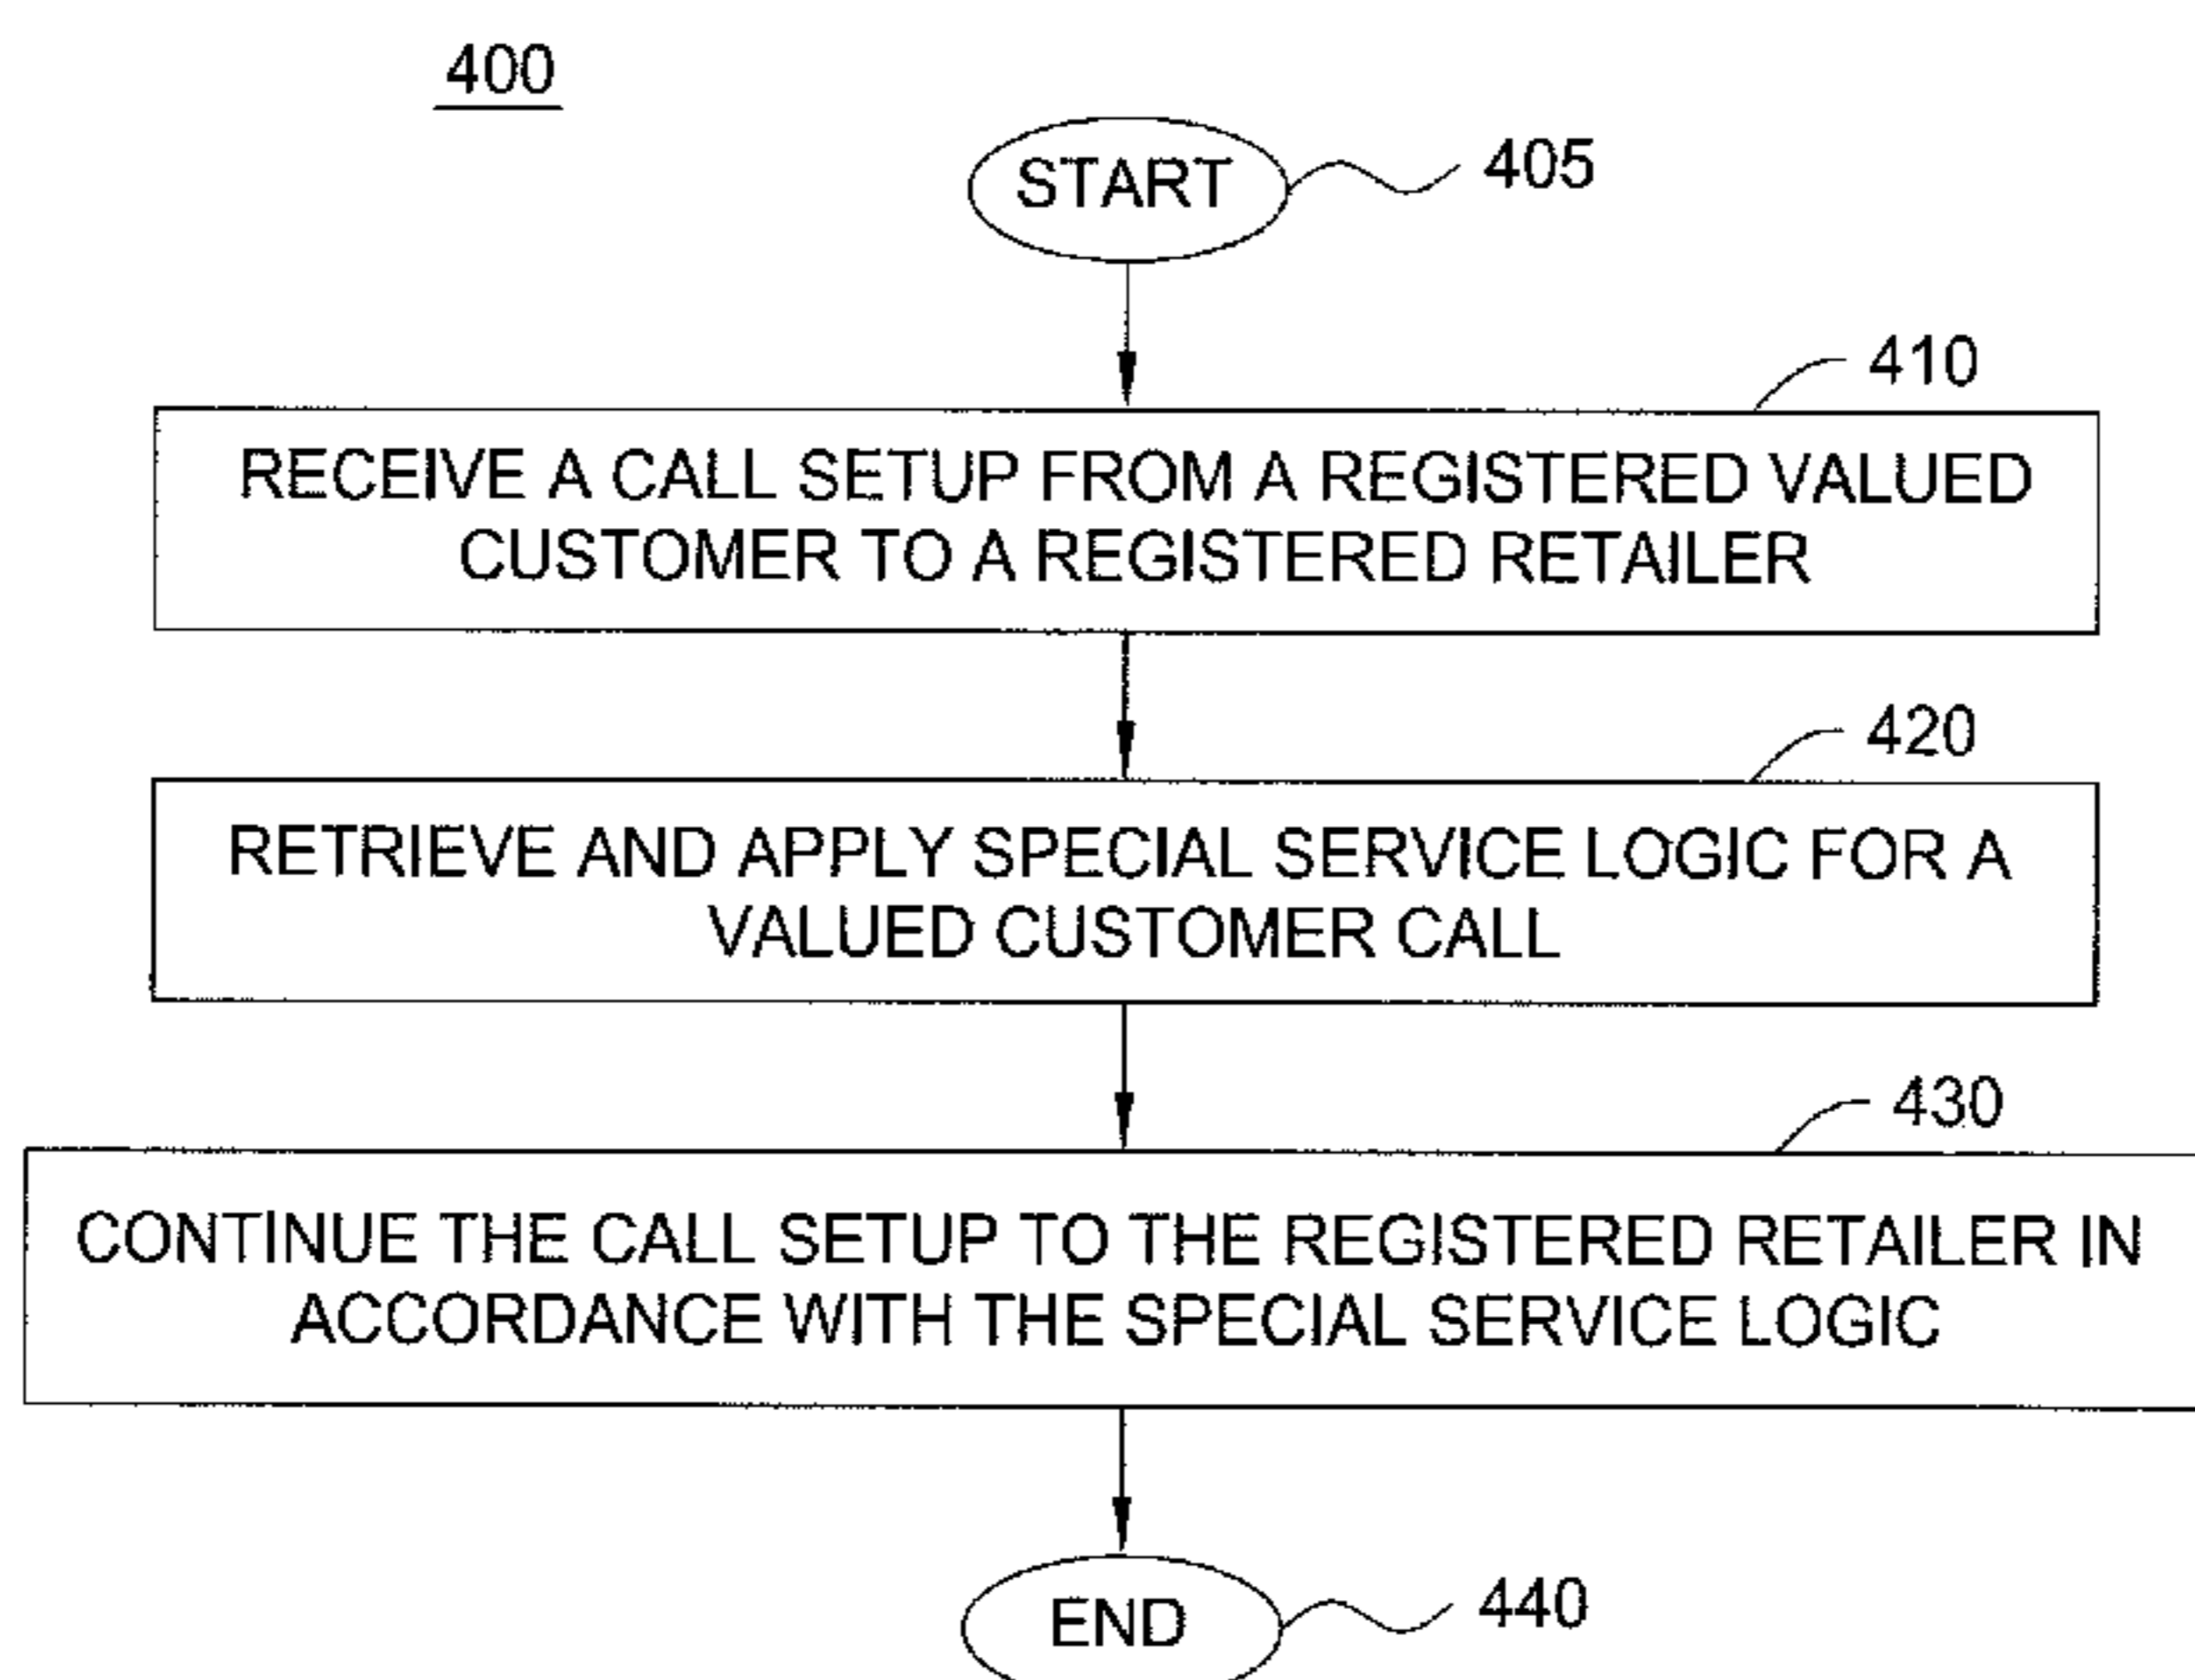 400
START
405
410
RECEIVE A CALL SETUP FROM A REGISTERED VALUED
CUSTOMER TO A REGISTERED RETAILER
420
RETRIEVE AND APPLY SPECIAL SERVICE LOGIC FOR A
VALUED CUSTOMER CALL
430
CONTINUE THE CALL SETUP TO THE REGISTERED RETAILER IN
ACCORDANCE WITH THE SPECIAL SERVICE LOGIC
END
440